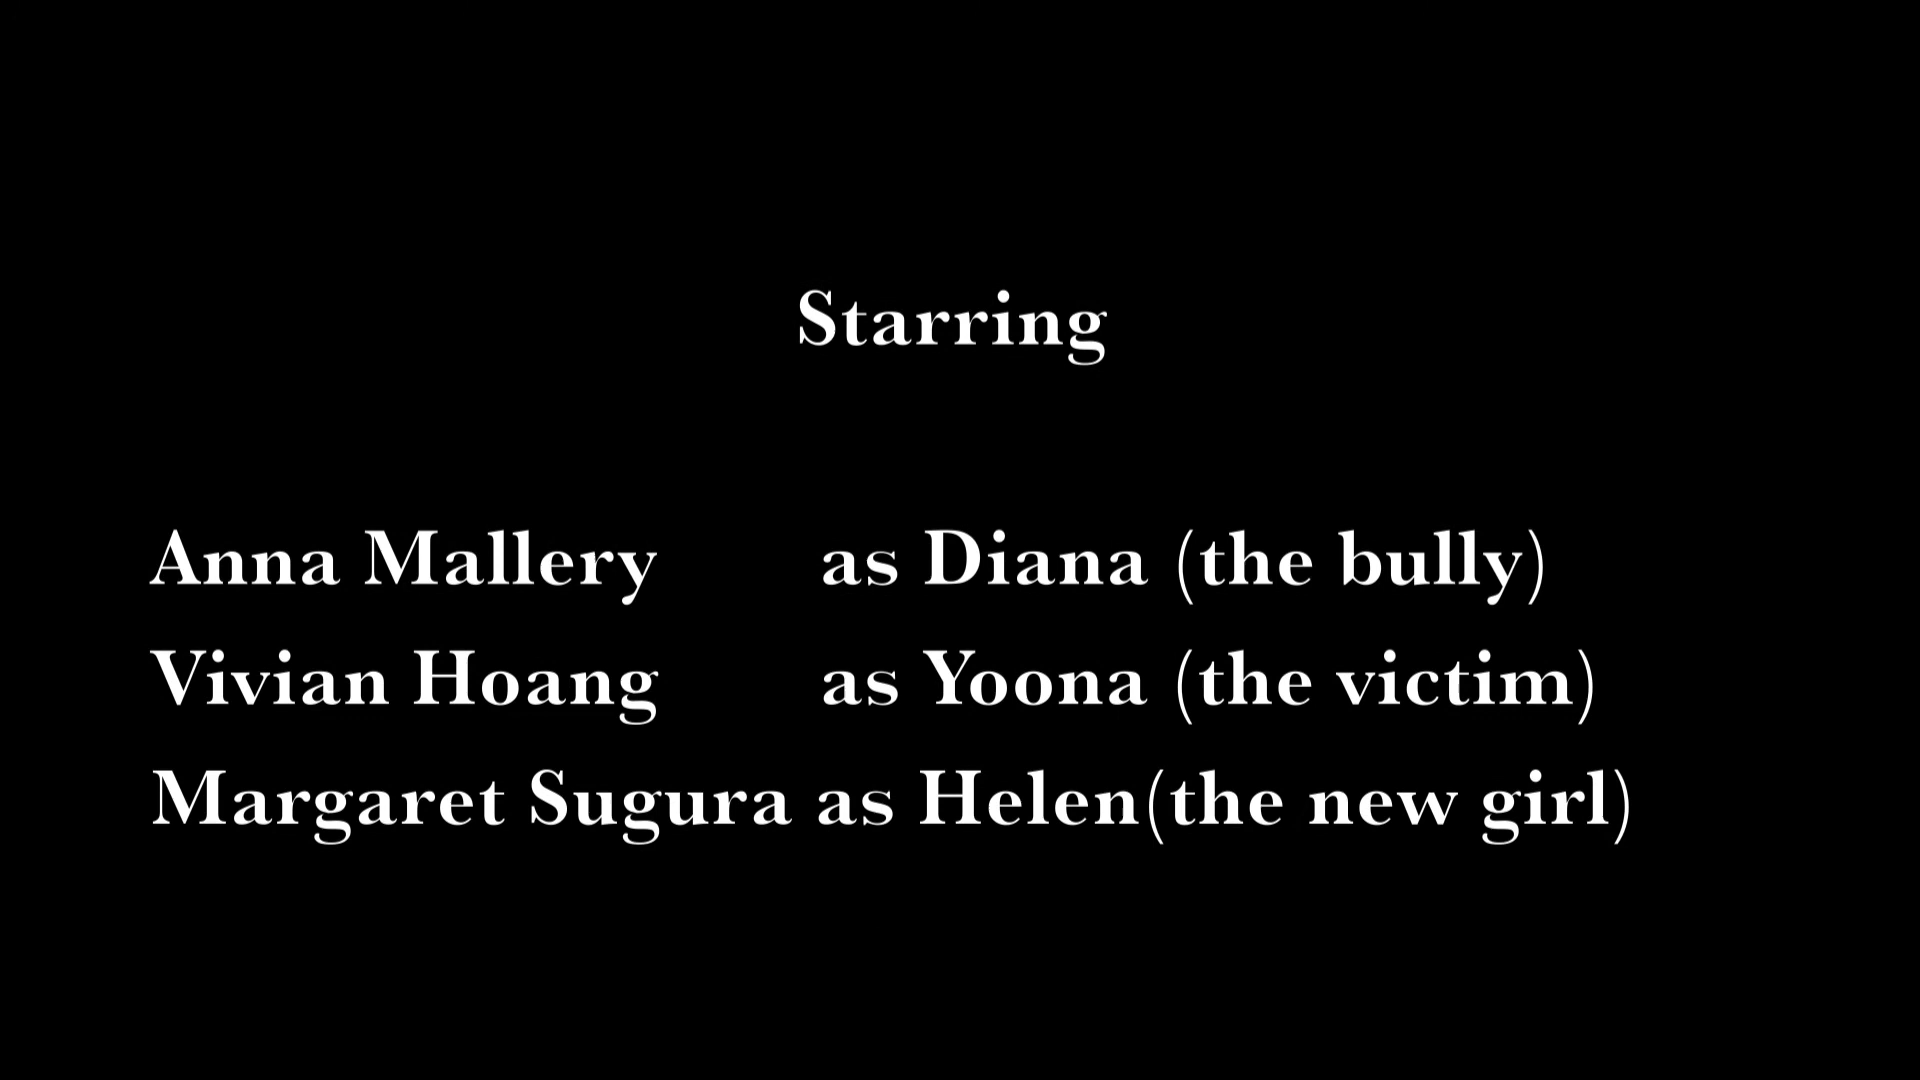 Starring
Anna Mallery as Diana (the bully)
Vivian Hoang as Yoona (the victim)
Margaret Sugura as Helen(the new girl)